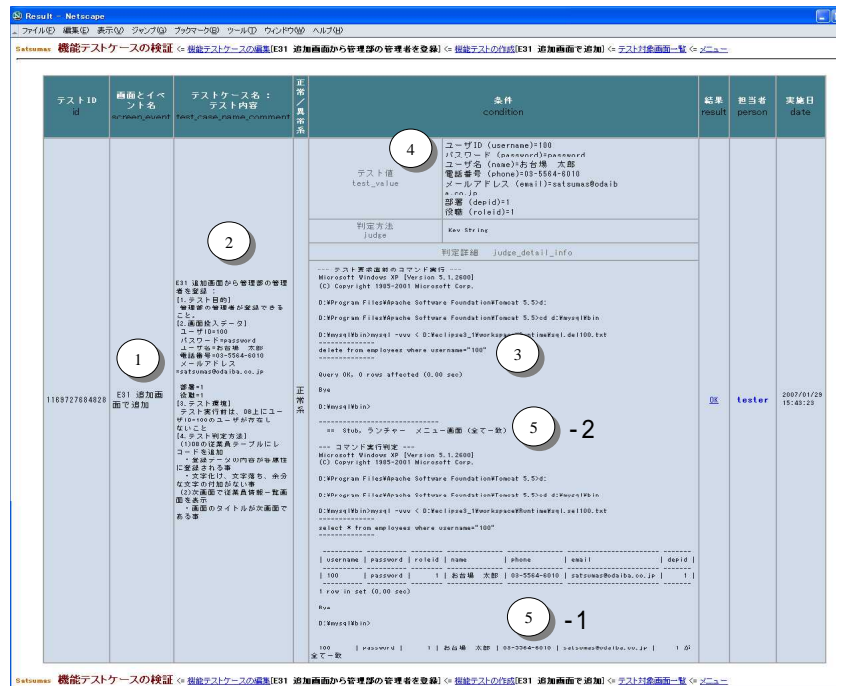 Result - Netscape
ファイル(F) 編集(E) 表示(V) ジャンプ(G) ブックマーク(B) ツール(T) ウィンドウ(W) ヘルプ(H)
Satsumas 機能テストケースの検証 <= 機能テストケースの編集[E31 追加画面から管理部の管理者を登録] <= 機能テストの作成[E31 追加画面で追加] <= テスト対象画面一覧 <= メニュー
テストID
id
画面とイベ
ント名
screen_event
テストケース名:
テスト内容
test_case_name_comment
正常/異常系
条件
condition
結果
result
担当者
person
実施日
date
1169727684828
1
E31 追加画
面で追加
2
E31 追加画面から管理部の管理
者を登録:
[1.テスト目的]
管理部の管理者が登録できる
こと。
[2.画面投入データ]
ユーザID=100
パスワード=password
ユーザ名=お台場 太郎
電話番号=03-5564-6010
メールアドレス
=satsumas@odaiba.co.jp
部署=1
役職=1
[3.テスト環境]
テスト実行前は、DB上にユー
ザID=100のユーザが存在し
ないこと
[4.テスト判定方法]
(1)DBの従業員テーブルにレ
コードを追加
・登録データの内容が各属性
に登録される事
・文字化け、文字落ち、余分
な文字の付加がない事
(2)次画面で従業員情報一覧画
面を表示
・画面のタイトルが次画面で
ある事
正常系
テスト値
test_value
4
ユーザID (username)=100
パスワード (password)=password
ユーザ名 (name)=お台場 太郎
電話番号 (phone)=03-5564-6010
メールアドレス (email)=satsumas@odaib
a.co.jp
部署 (depid)=1
役職 (roleid)=1
判定方法
judge
Key String
判定詳細 judge_detail_info
--- テスト要求送前のコマンド実行 ---
Microsoft Windows XP [Version 5.1.2600]
(C) Copyright 1985-2001 Microsoft Corp.
D:¥Program Files¥Apache Software Foundation¥Tomcat 5.5>d:
D:¥Program Files¥Apache Software Foundation¥Tomcat 5.5>cd d:¥mysql¥bin
D:¥mysql¥bin>mysql -vvv < D:¥eclipse3_1¥workspace¥Runtime¥sql.del100.txt
--------------
delete from employees where username="100"
--------------
3
Query OK, 0 rows affected (0.00 sec)
Bye
D:¥mysql¥bin>
------------------------------
== Stub. ランチャー メニュー画面 (全て一致)
5 -2
--- コマンド実行判定 ---
Microsoft Windows XP [Version 5.1.2600]
(C) Copyright 1985-2001 Microsoft Corp.
D:¥Program Files¥Apache Software Foundation¥Tomcat 5.5>d:
D:¥Program Files¥Apache Software Foundation¥Tomcat 5.5>cd d:¥mysql¥bin
D:¥mysql¥bin>mysql -vvv < D:¥eclipse3_1¥workspace¥Runtime¥sql.sel100.txt
--------------
select * from employees where username="100"
--------------
| username | password | roleid | name | phone | email | depid |
| 100 | password | 1 | お台場 太郎 | 03-5564-6010 | satsumas@odaiba.co.jp | 1 |
1 row in set (0.00 sec)
Bye
D:¥mysql¥bin>
5 -1
100 | password | 1 | お台場 太郎 | 03-5564-6010 | satsumas@odaiba.co.jp | 1 が
全て一致
OK
tester
2007/01/29
15:43:23
Satsumas 機能テストケースの検証 <= 機能テストケースの編集[E31 追加画面から管理部の管理者を登録] <= 機能テストの作成[E31 追加画面で追加] <= テスト対象画面一覧 <= メニュー